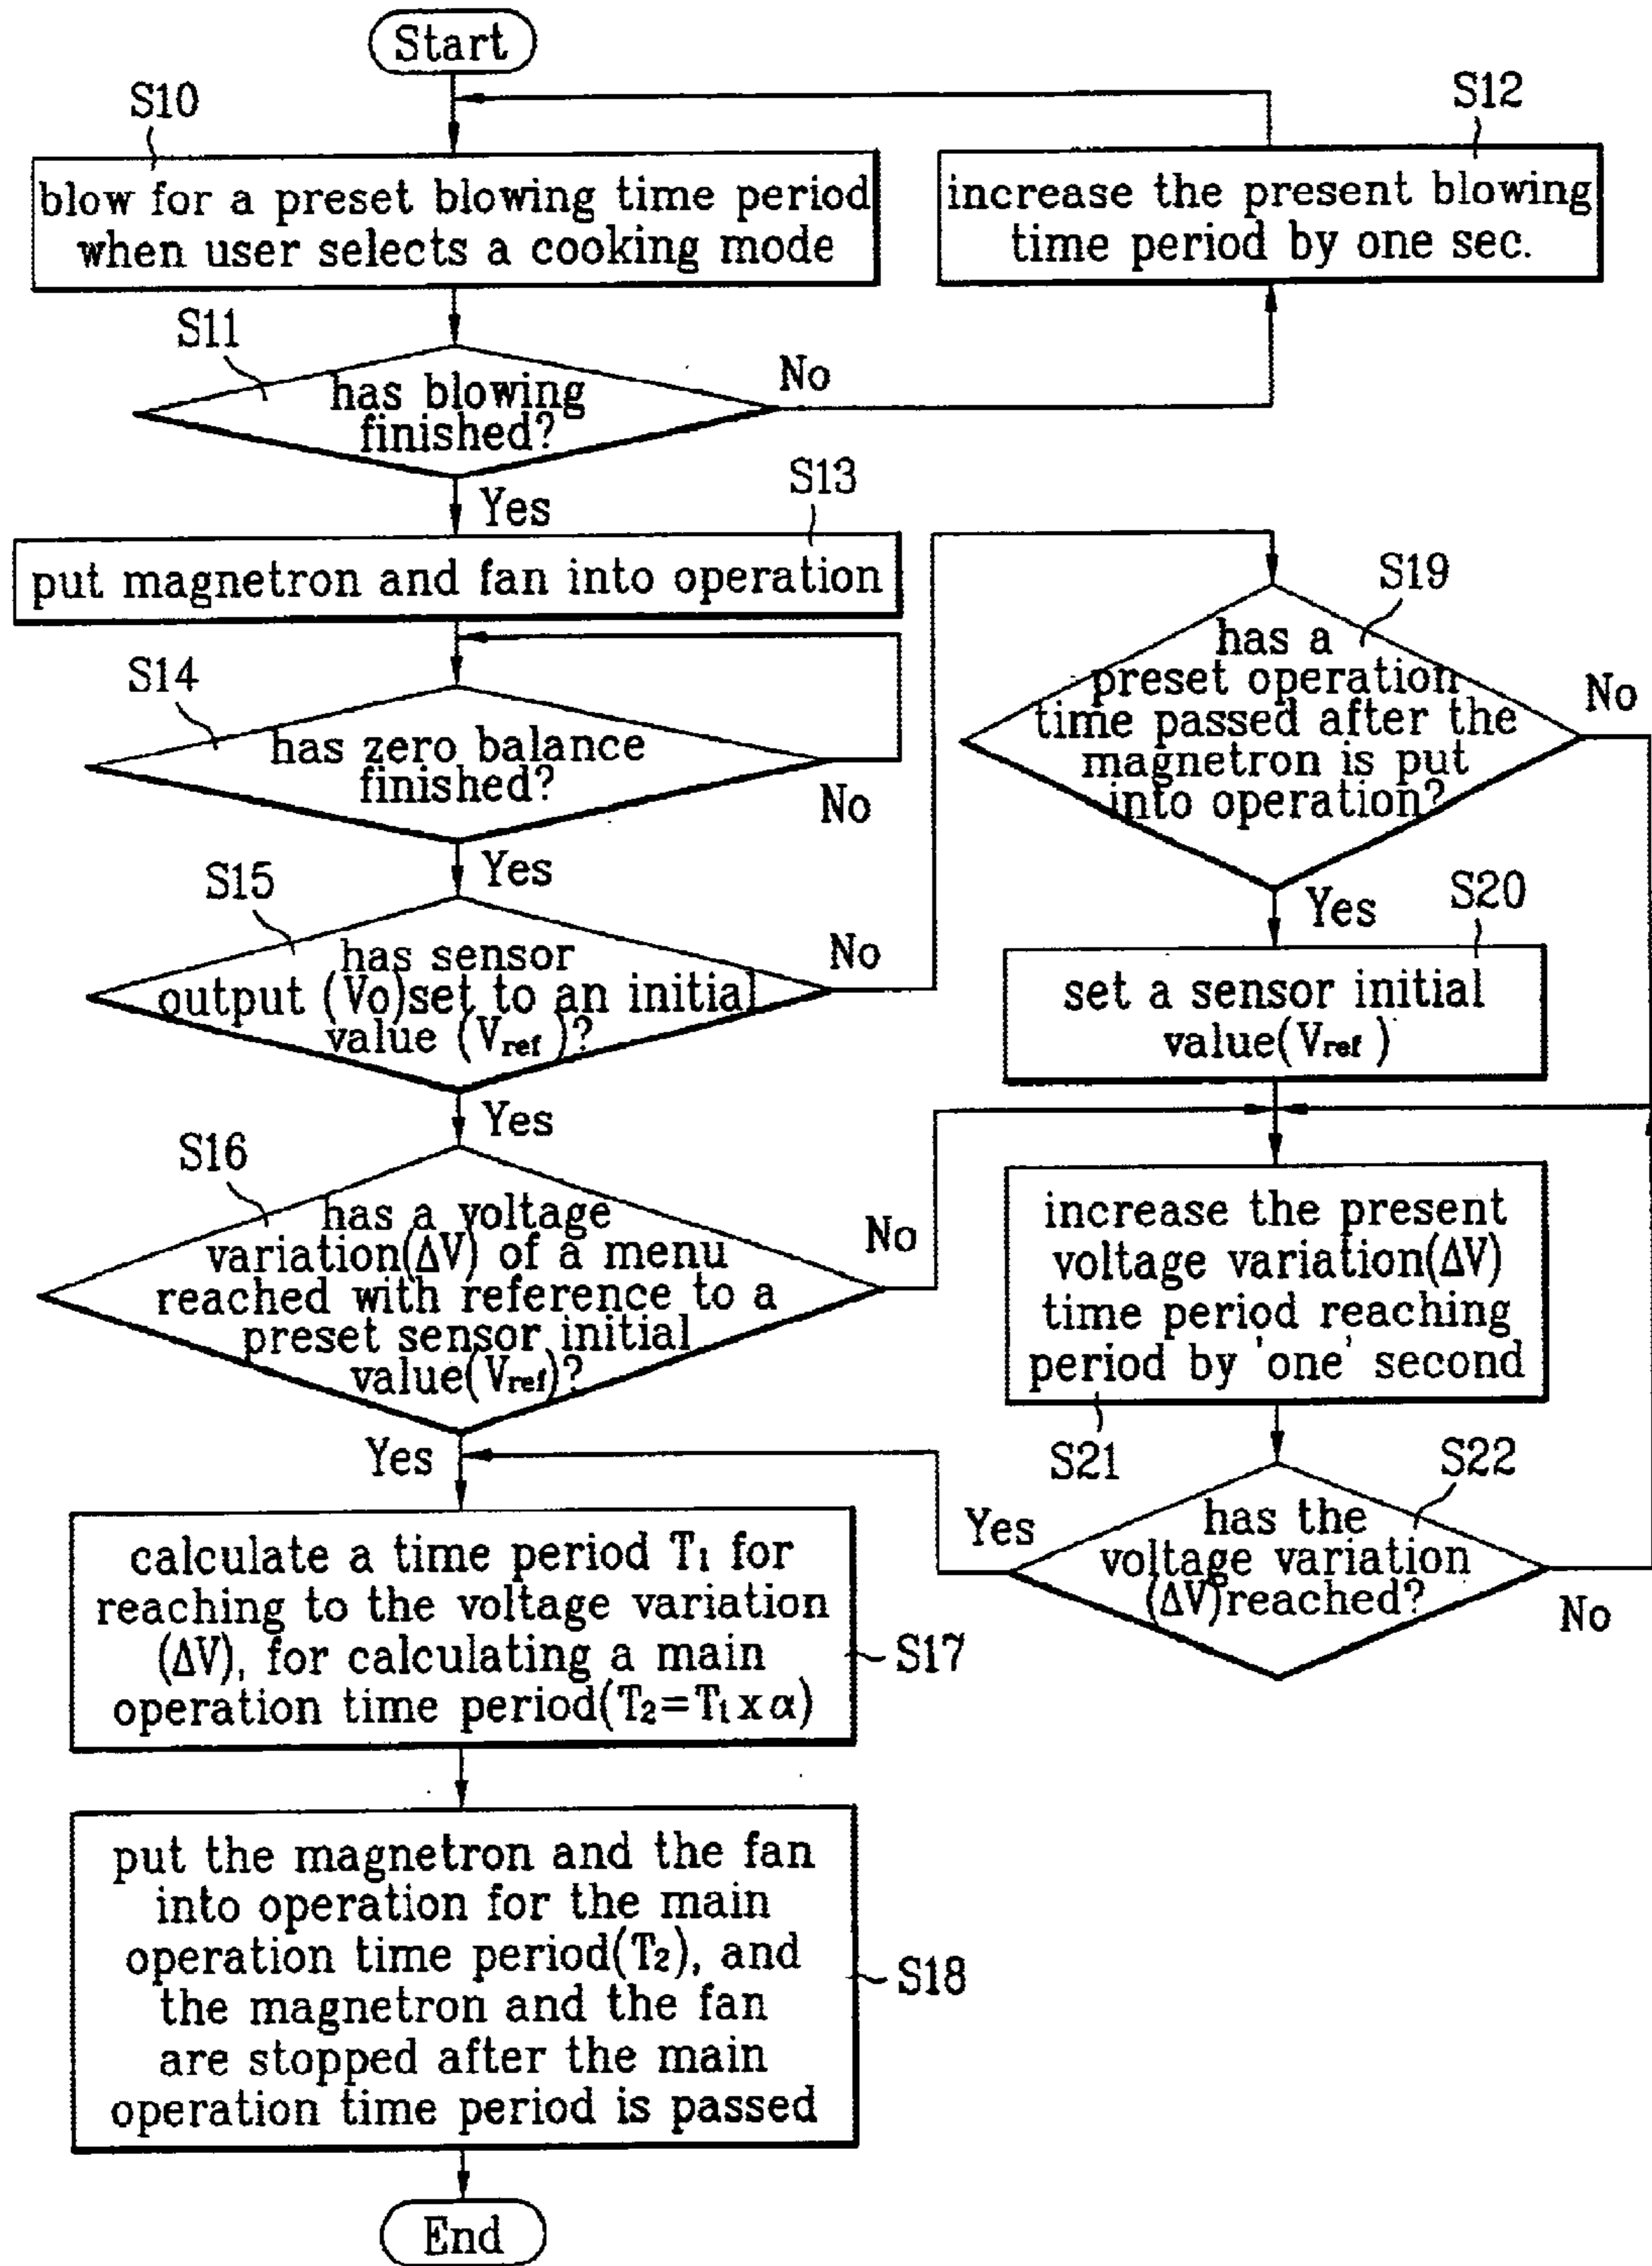 Start
S10
blow for a preset blowing time period
when user selects a cooking mode
S12
increase the present blowing
time period by one sec.
S11
has blowing
finished?
No
Yes
S13
put magnetron and fan into operation
S14
has zero balance
finished?
No
Yes
S15
has sensor
output (Vo)set to an initial
value (Vref)?
No
Yes
S19
has a
preset operation
time passed after the
magnetron is put
into operation?
No
Yes
S20
set a sensor initial
value(Vref)
S16
has a voltage
variation(ΔV) of a menu
reached with reference to a
preset sensor initial
value(Vref)?
No
Yes
increase the present
voltage variation(ΔV)
time period reaching
period by 'one' second
S21
S22
has the
voltage variation
(ΔV)reached?
Yes
No
calculate a time period T1 for
reaching to the voltage variation
(ΔV), for calculating a main
operation time period(T2=T1xα)
S17
put the magnetron and the fan
into operation for the main
operation time period(T2), and
the magnetron and the fan
are stopped after the main
operation time period is passed
S18
End